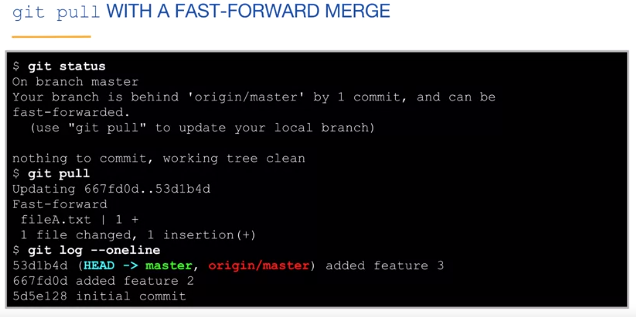 git pull WITH A FAST-FORWARD MERGE
$ git status
On branch master
Your branch is behind 'origin/master' by 1 commit, and can be
fast-forwarded.
(use "git pull" to update your local branch)
nothing to commit, working tree clean
$ git pull
Updating 667fd0d..53d1b4d
Fast-forward
fileA.txt | 1 +
1 file changed, 1 insertion(+)
$ git log --oneline
53d1b4d (HEAD -> master, origin/master) added feature 3
667fd0d added feature 2
5d5e128 initial commit